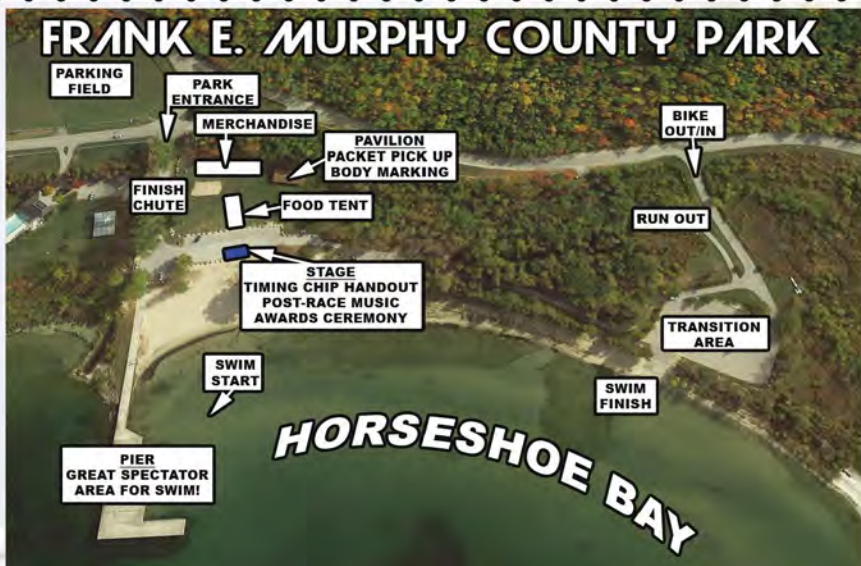 FRANK E. MURPHY COUNTY PARK
PARKING
FIELD
PARK
ENTRANCE
MERCHANDISE
PAVILION
PACKET PICK UP
BODY MARKING
BIKE
OUT/IN
FINISH
CHUTE
FOOD TENT
RUN OUT
STAGE
TIMING CHIP HANDOUT
POST-RACE MUSIC
AWARDS CEREMONY
TRANSITION
AREA
SWIM
START
SWIM
FINISH
PIER
GREAT SPECTATOR
AREA FOR SWIM!
HORSESHOE BAY